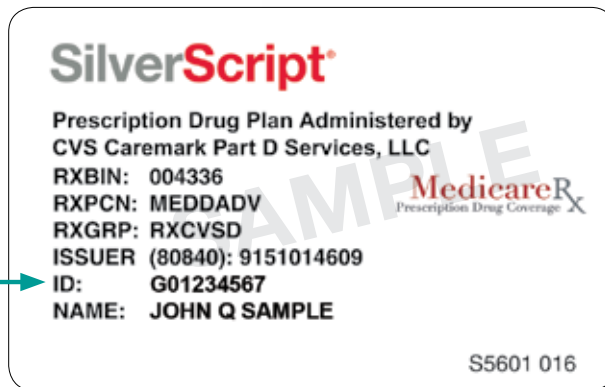 SilverScript®
Prescription Drug Plan Administered by
CVS Caremark Part D Services, LLC
RXBIN: 004336
RXPCN: MEDDADV
RXGRP: RXCVSD
ISSUER (80840): 9151014609
ID: G01234567
NAME: JOHN Q SAMPLE
MedicareRx
Prescription Drug Coverage
SAMPLE
S5601 016